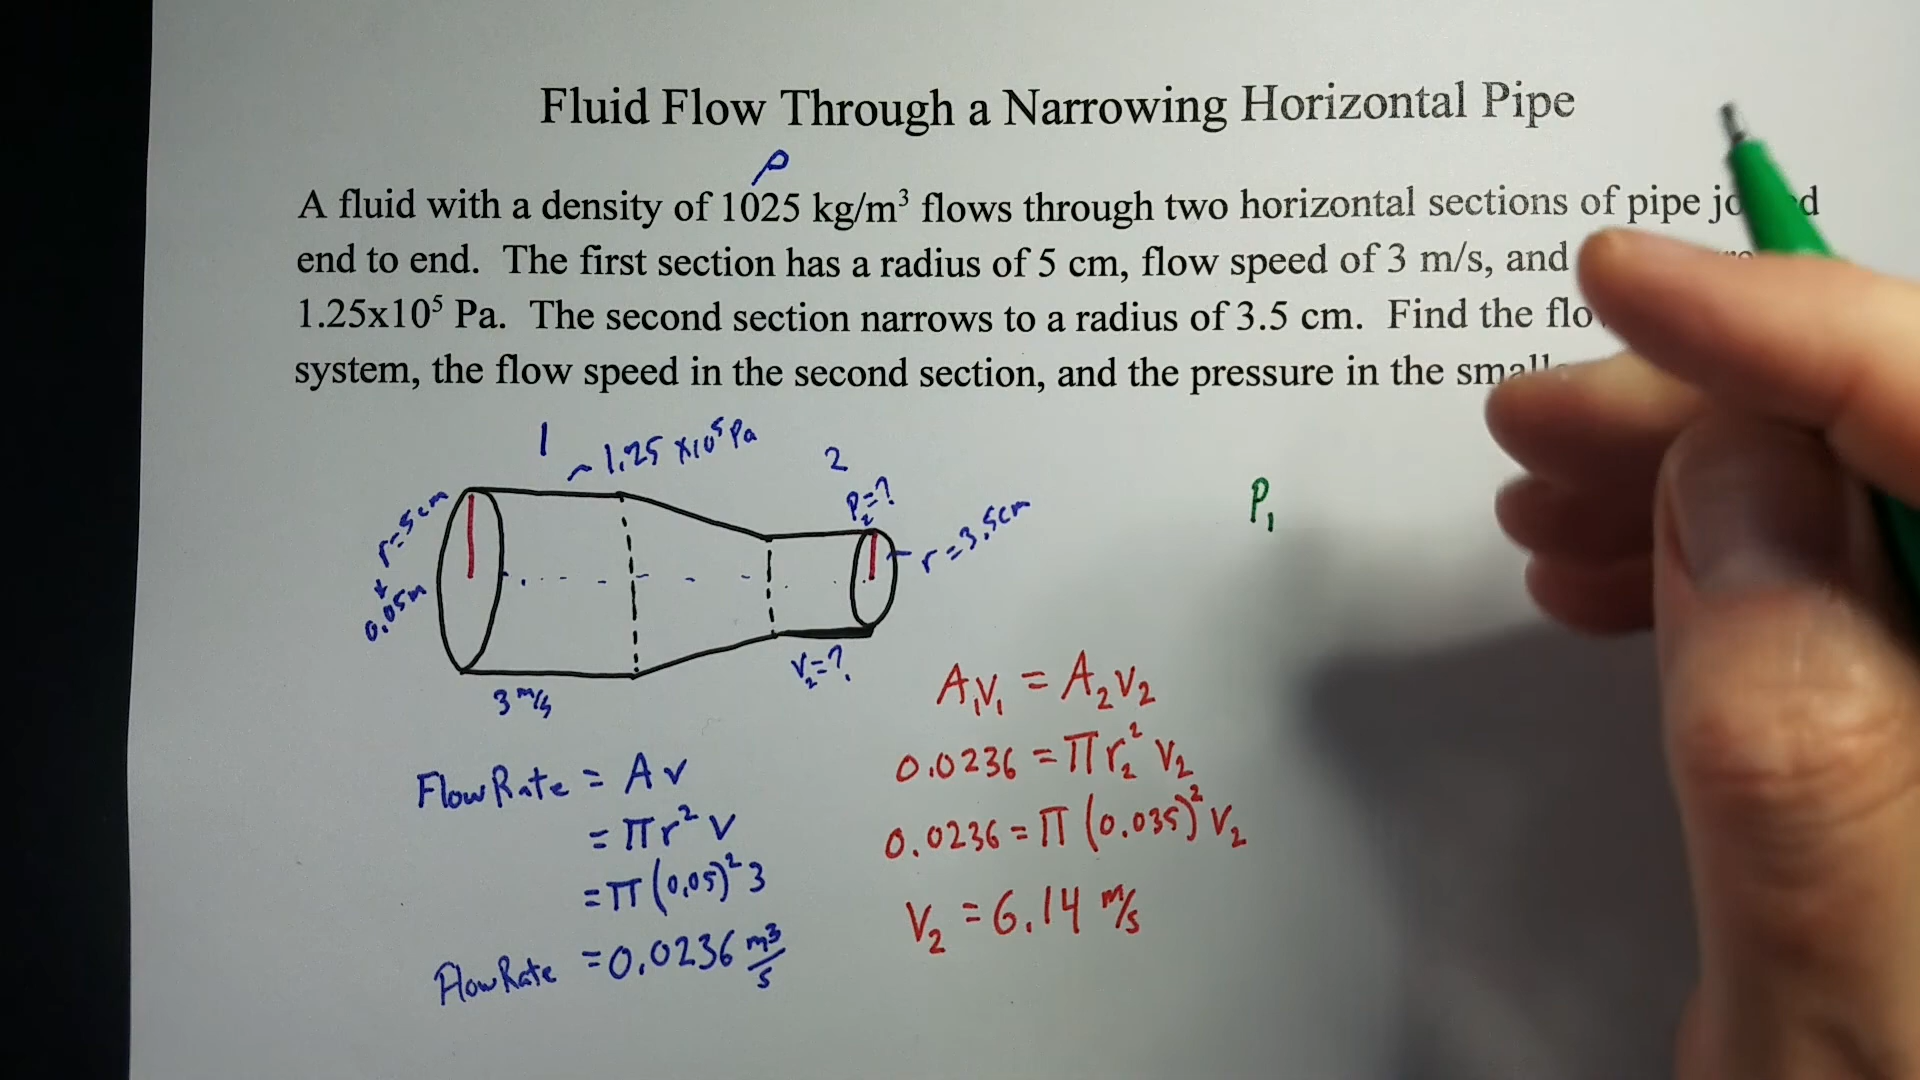 Fluid Flow Through a Narrowing Horizontal Pipe
ρ
A fluid with a density of 1025 kg/m³ flows through two horizontal sections of pipe
end to end. The first section has a radius of 5 cm, flow speed of 3 m/s, and
1.25x10⁵ Pa. The second section narrows to a radius of 3.5 cm. Find the
system, the flow speed in the second section, and the pressure in the
1
1.25 x10⁵ Pa
2
P₂=?
r=5cm
r=3.5cm
0.05m
P₁
3 m/s
V₂=?
A₁V₁ = A₂V₂
0.0236 = πr₂² V₂
0.0236 = π (0.035)² V₂
V₂ = 6.14 m/s
Flow Rate = A v
= πr² v
= π (0.05)² 3
Flow Rate = 0.0236 m³/s